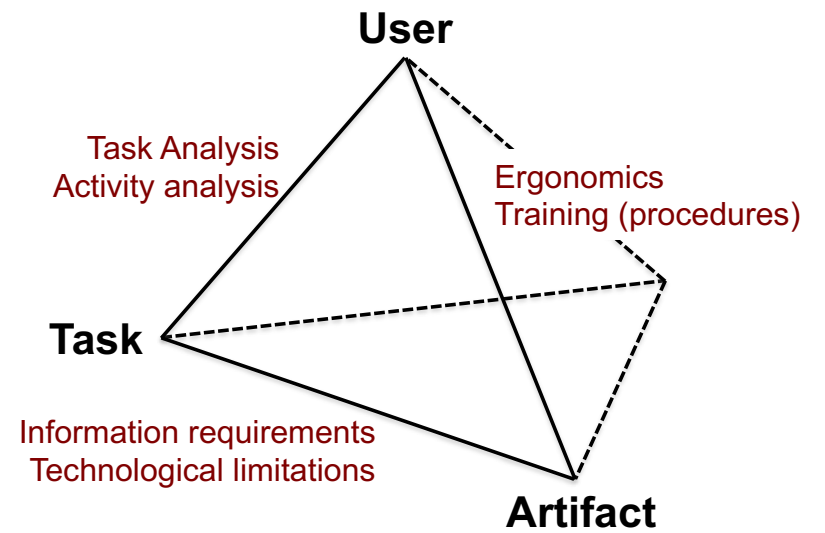 User
Task Analysis
Activity analysis
Ergonomics
Training (procedures)
Task
Information requirements
Technological limitations
Artifact